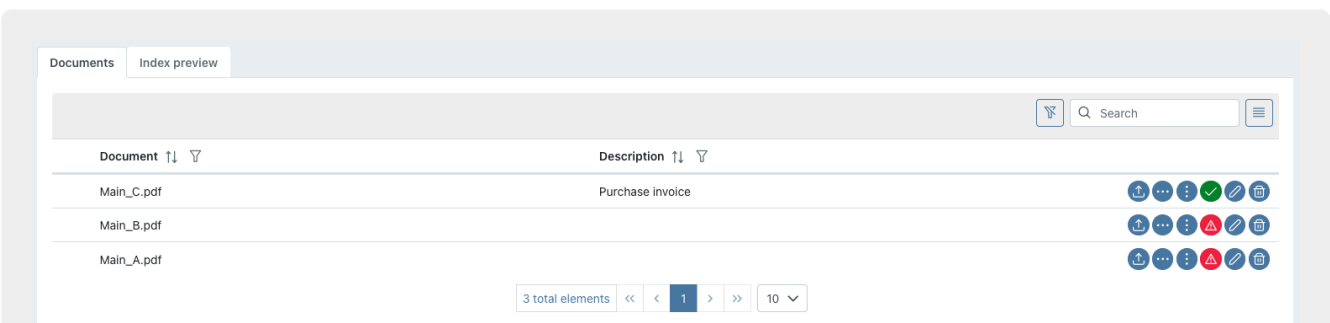 Documents Index preview
Search
Document Description
Main_C.pdf Purchase invoice
Main_B.pdf
Main_A.pdf
3 total elements 1 10